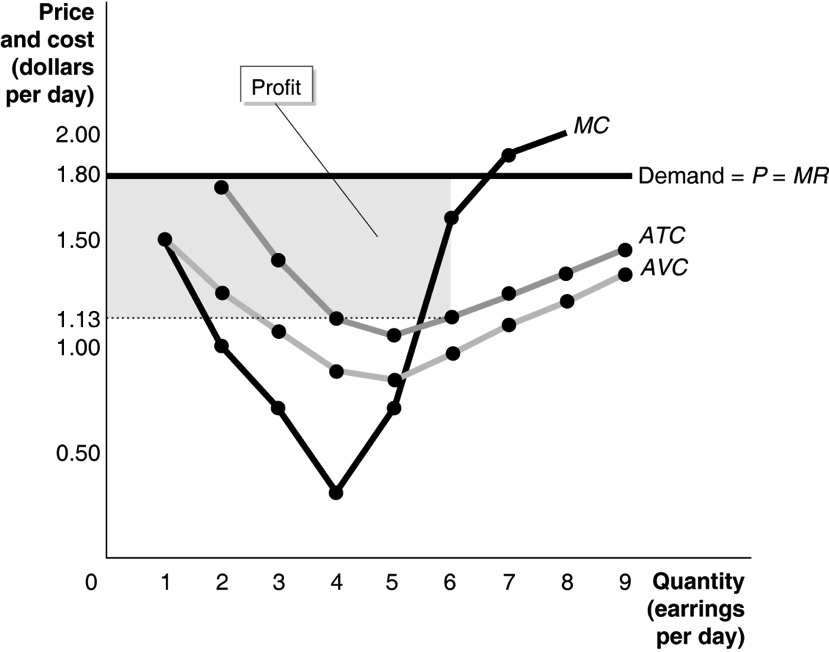 Price
and cost
(dollars
per day)
Profit
2.00
MC
1.80
Demand = P = MR
1.50
ATC
AVC
1.13
1.00
0.50
0 1 2 3 4 5 6 7 8 9 Quantity
(earrings
per day)